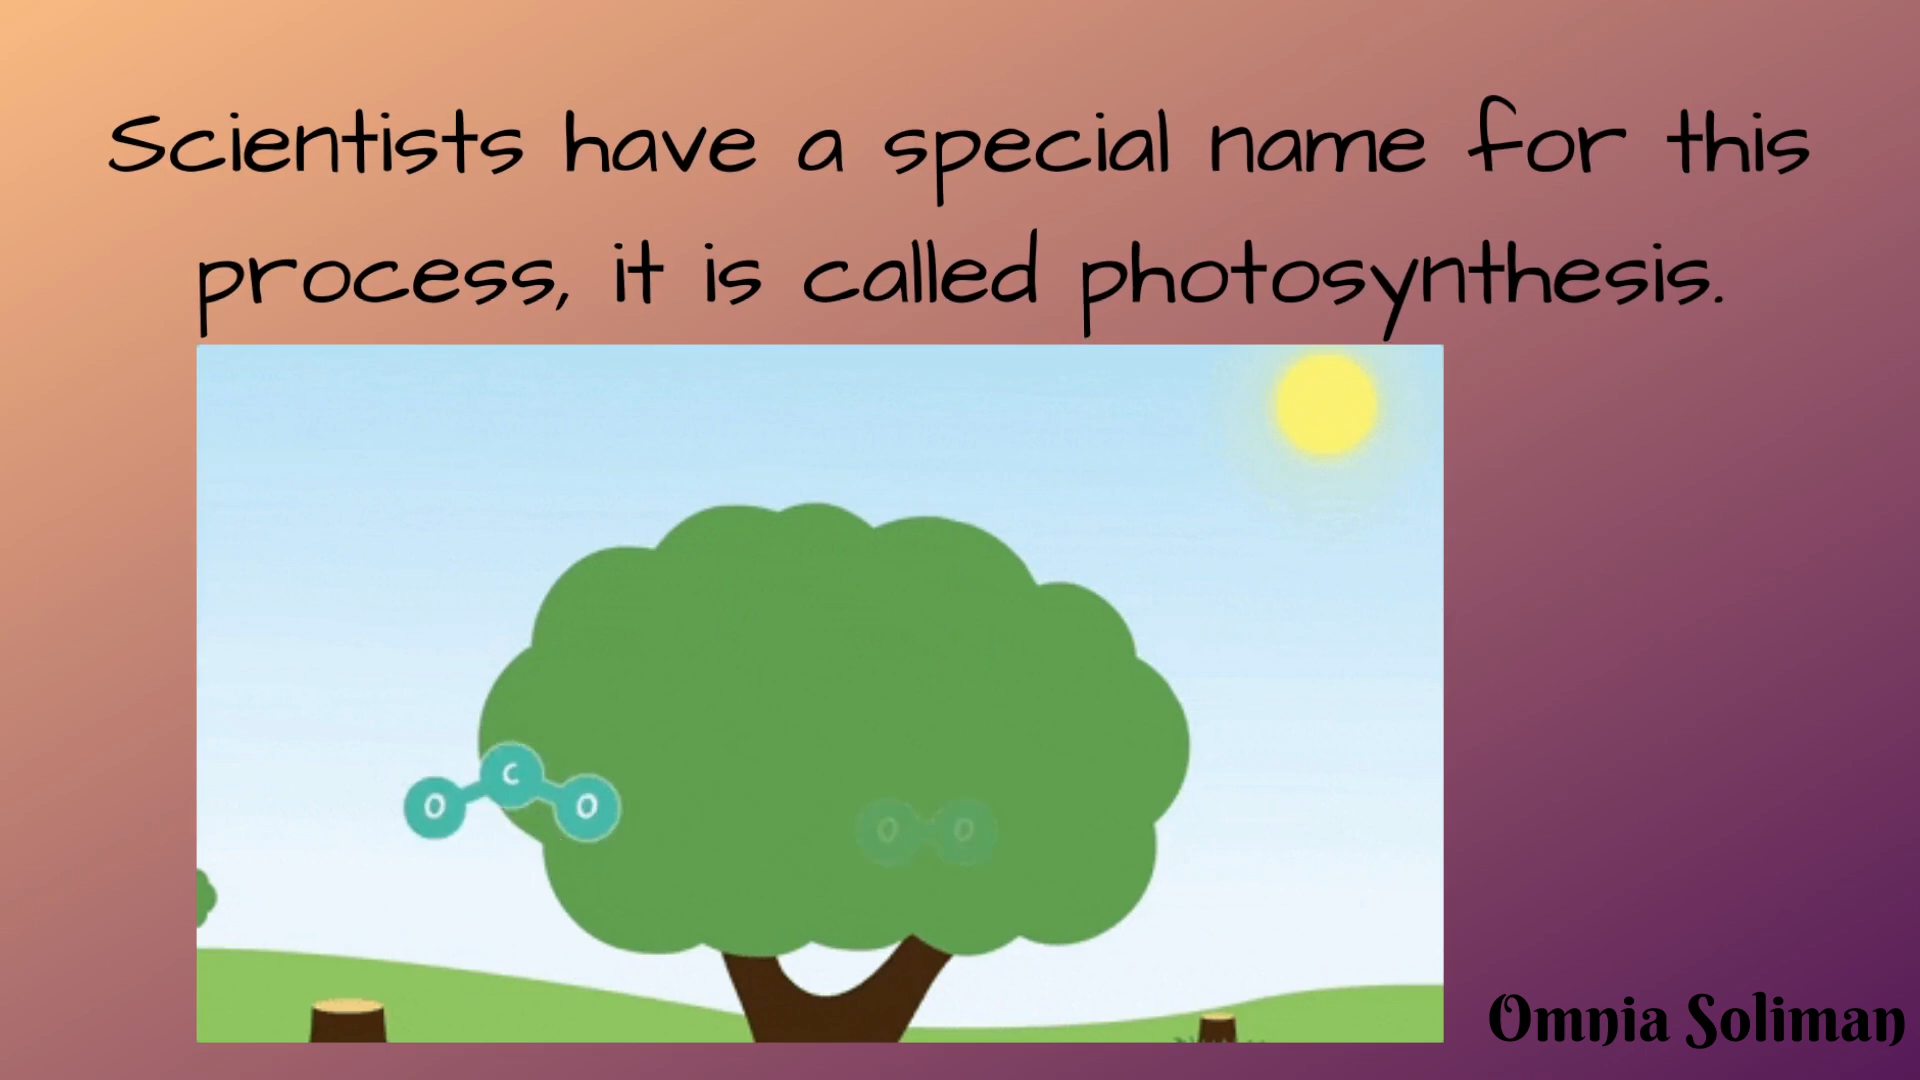 Scientists have a special name for this
process, it is called photosynthesis.
O C O
O O
Omnia Soliman